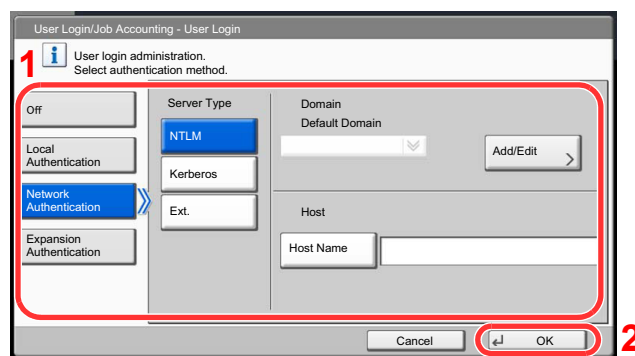 User Login/Job Accounting - User Login
1
i
User login administration.
Select authentication method.
Off
Local
Authentication
Network
Authentication
Expansion
Authentication
Server Type
NTLM
Kerberos
Ext.
Domain
Default Domain
Add/Edit
Host
Host Name
Cancel
OK
2